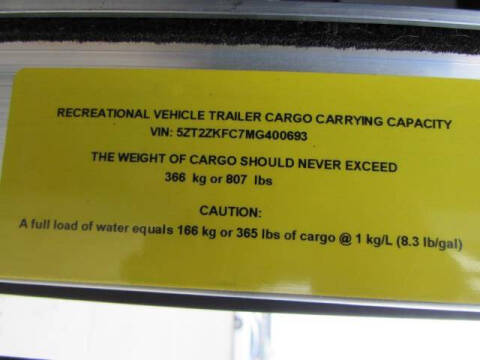 RECREATIONAL VEHICLE TRAILER CARGO CARRYING CAPACITY
VIN: 5ZT2ZKFC7MG400693
THE WEIGHT OF CARGO SHOULD NEVER EXCEED
366 kg or 807 lbs
CAUTION:
A full load of water equals 166 kg or 365 lbs of cargo @ 1 kg/L (8.3 lb/gal)